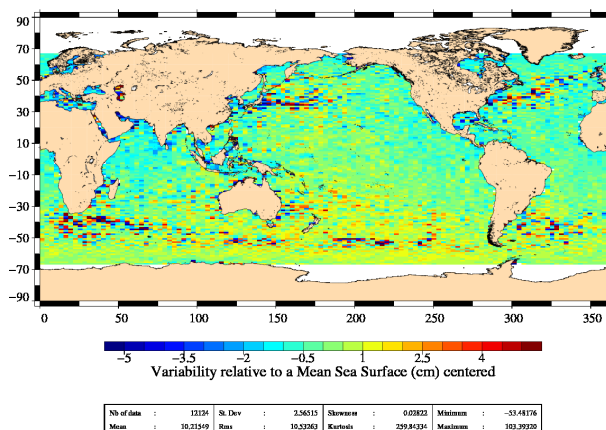 90
70
50
30
10
−10
−30
−50
−70
−90
0 50 100 150 200 250 300 350
−5 −3.5 −2 −0.5 1 2.5 4
Variability relative to a Mean Sea Surface (cm) centered
Nb of data : 12124 St. Dev : 2.56515 Skewness : 0.02822 Minimum : −53.48176
Mean : 10.21549 Rms : 10.53263 Kurtosis : 259.84334 Maximum : 103.39320